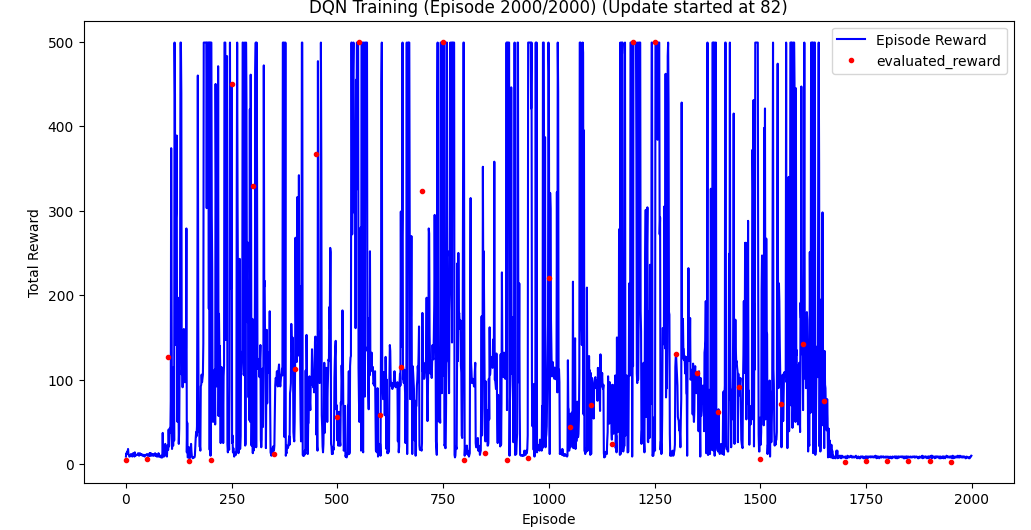 DQN Training (Episode 2000/2000) (Update started at 82)
Episode Reward
evaluated_reward
Total Reward
500
400
300
200
100
0
0 250 500 750 1000 1250 1500 1750 2000
Episode